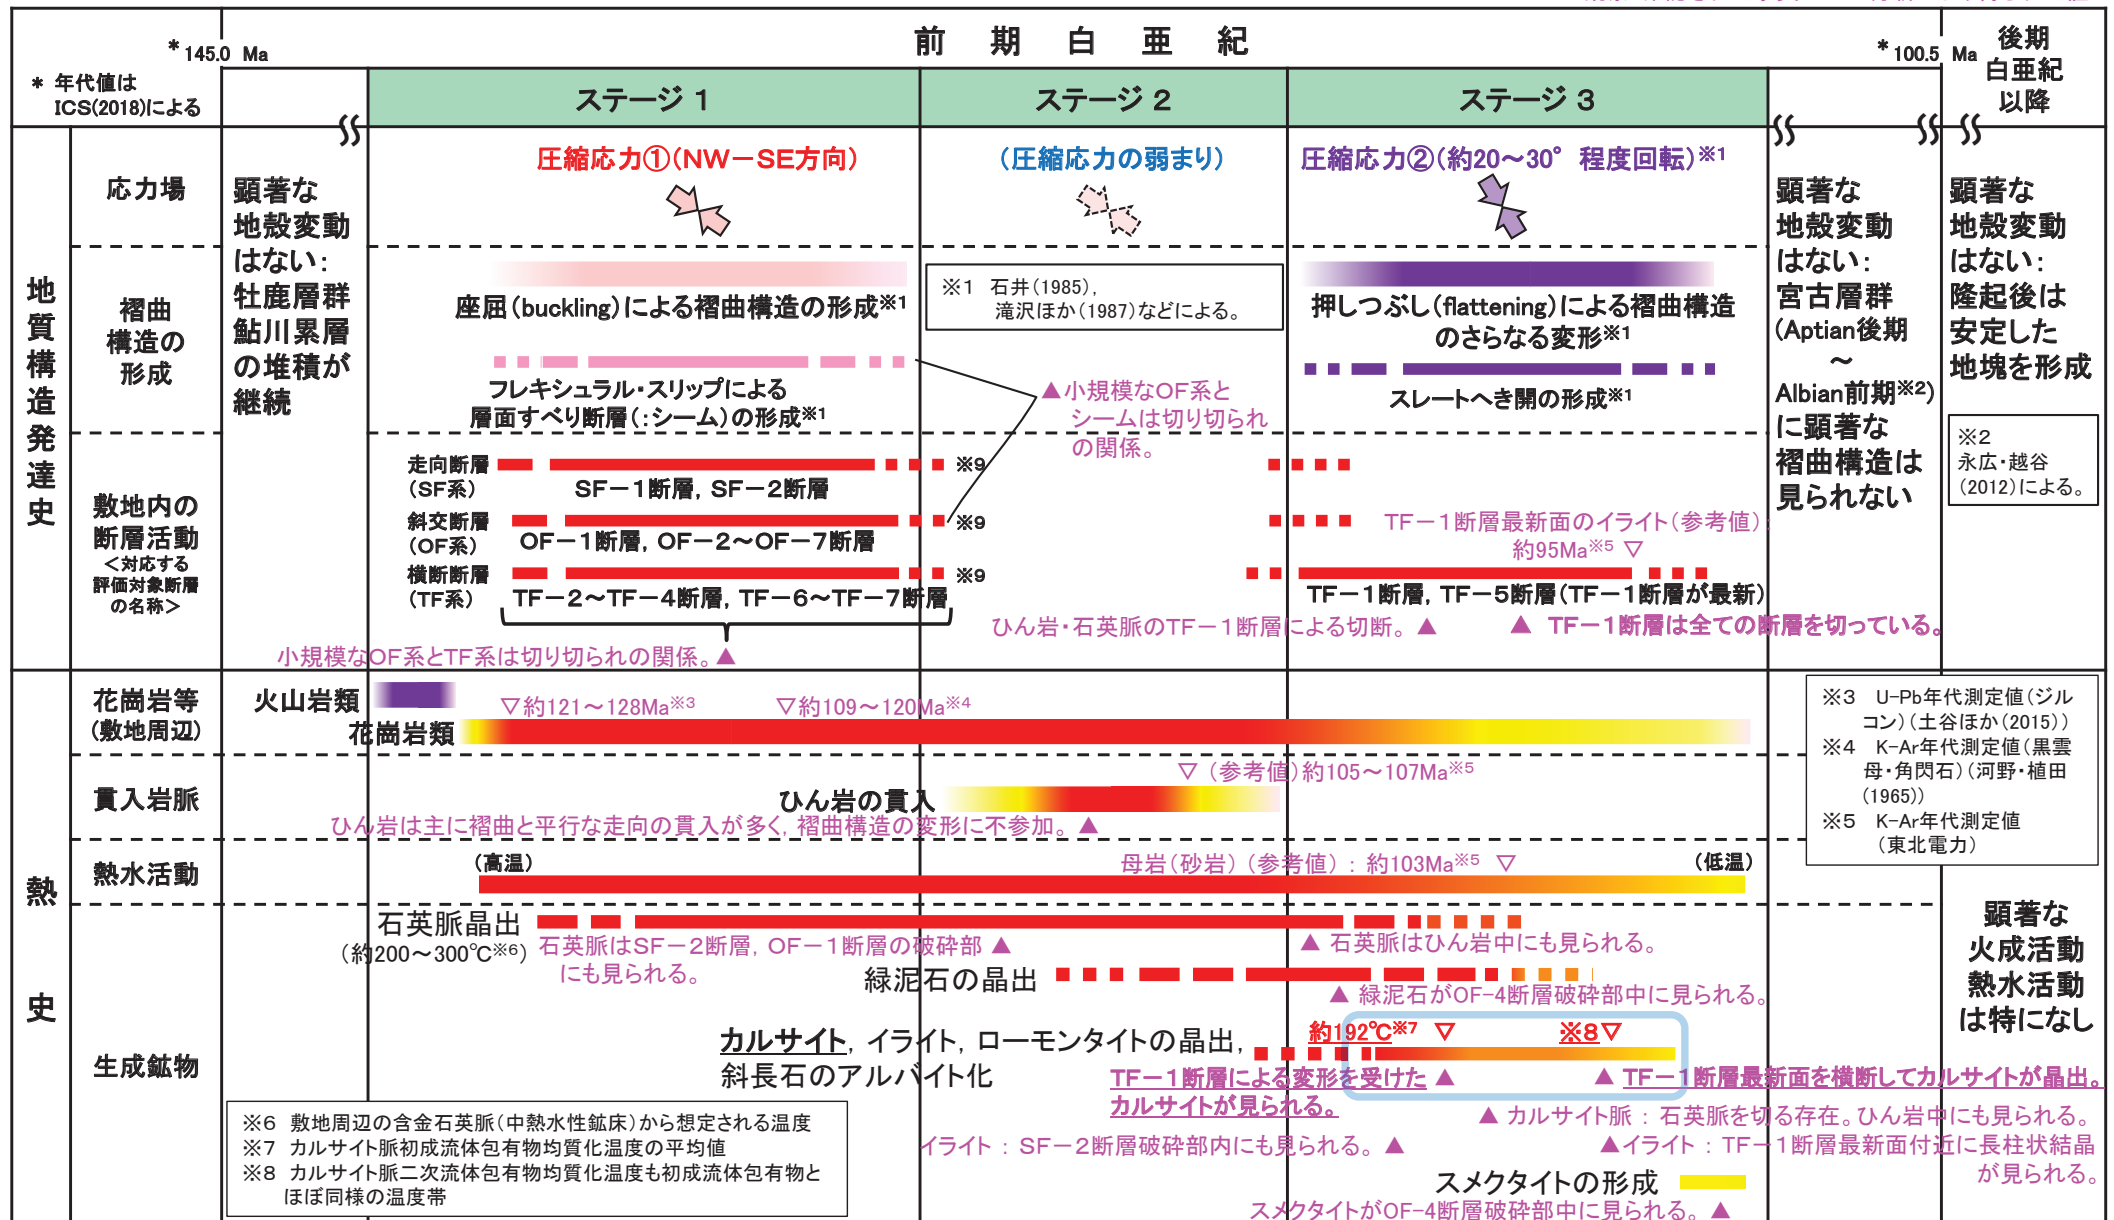 前 期 白 亜 紀
後期
白亜紀
以降
*145.0 Ma
*100.5 Ma
* 年代値は
ICS(2018)による
ステージ 1
ステージ 2
ステージ 3
地質構造発達史
応力場
圧縮応力①(NW-SE方向)
(圧縮応力の弱まり)
圧縮応力②(約20~30°程度回転)※1
顕著な
地殻変動
はない:
牡鹿層群
鮎川累層
の堆積が
継続
褶曲
構造の
形成
座屈(buckling)による褶曲構造の形成※1
フレキシュラル・スリップによる
層面すべり断層(:シーム)の形成※1
※1 石井(1985),
滝沢ほか(1987)などによる。
▲小規模なOF系と
シームは切り切られ
の関係。
押しつぶし(flattening)による褶曲構造
のさらなる変形※1
スレートへき開の形成※1
顕著な
地殻変動
はない:
宮古層群
(Aptian後期
~
Albian前期※2)
に顕著な
褶曲構造は
見られない
顕著な
地殻変動
はない:
隆起後は
安定した
地塊を形成
※2
永広・越谷
(2012)による。
敷地内の
断層活動
<対応する
評価対象断層
の名称>
走向断層
(SF系)
※9
SF-1断層, SF-2断層
斜交断層
(OF系)
※9
OF-1断層, OF-2~OF-7断層
横断断層
(TF系)
※9
TF-2~TF-4断層, TF-6~TF-7断層
小規模なOF系とTF系は切り切られの関係。▲
TF-1断層最新面のイライト(参考値):
約95Ma※5 ▽
TF-1断層, TF-5断層(TF-1断層が最新)
ひん岩・石英脈のTF-1断層による切断。▲
▲ TF-1断層は全ての断層を切っている。
熱史
花崗岩等
(敷地周辺)
火山岩類
花崗岩類
▽約121~128Ma※3
▽約109~120Ma※4
※3 U-Pb年代測定値(ジル
コン)(土谷ほか(2015))
※4 K-Ar年代測定値(黒雲
母・角閃石)(河野・植田
(1965))
※5 K-Ar年代測定値
(東北電力)
貫入岩脈
▽ (参考値)約105~107Ma※5
ひん岩の貫入
ひん岩は主に褶曲と平行な走向の貫入が多く, 褶曲構造の変形に不参加。▲
熱水活動
(高温)
母岩(砂岩) (参考値) : 約103Ma※5 ▽
(低温)
生成鉱物
石英脈晶出
(約200~300℃※6)
石英脈はSF-2断層, OF-1断層の破砕部 ▲
にも見られる。
▲ 石英脈はひん岩中にも見られる。
緑泥石の晶出
▲ 緑泥石がOF-4断層破砕部中に見られる。
カルサイト, イライト, ローモンタイトの晶出,
斜長石のアルバイト化
約192℃※7 ▽
※8▽
TF-1断層による変形を受けた ▲
カルサイトが見られる。
▲ TF-1断層最新面を横断してカルサイトが晶出。
▲ カルサイト脈 : 石英脈を切る存在。ひん岩中にも見られる。
イライト : SF-2断層破砕部内にも見られる。▲
▲イライト : TF-1断層最新面付近に長柱状結晶
が見られる。
スメクタイトの形成
スメクタイトがOF-4断層破砕部中に見られる。▲
顕著な
火成活動
熱水活動
は特になし
※6 敷地周辺の含金石英脈(中熱水性鉱床)から想定される温度
※7 カルサイト脈初成流体包有物均質化温度の平均値
※8 カルサイト脈二次流体包有物均質化温度も初成流体包有物と
ほぼ同様の温度帯